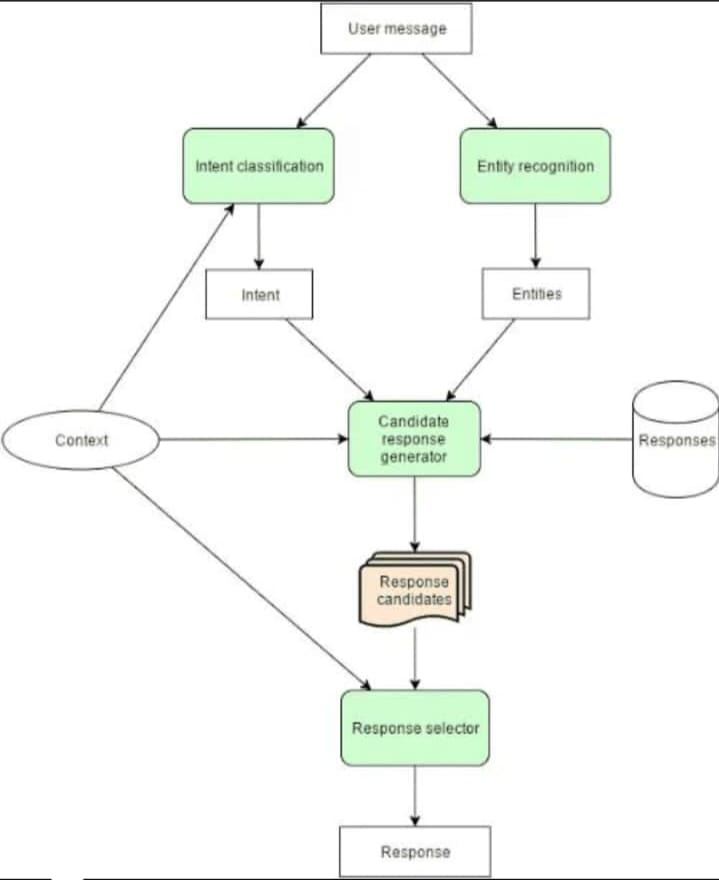 User message
Intent classification
Entity recognition
Intent
Entities
Context
Candidate
response
generator
Responses
Response
candidates
Response selector
Response